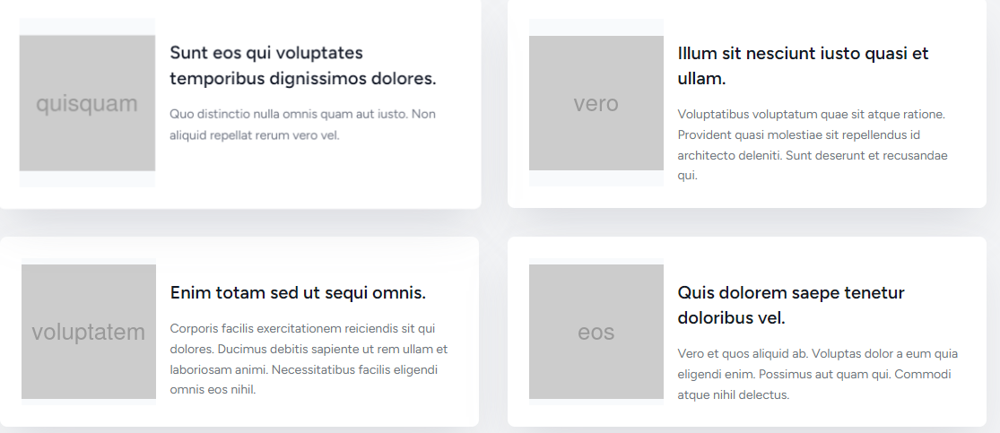 quisquam
Sunt eos qui voluptates
temporibus dignissimos dolores.
Quo distinctio nulla omnis quam aut iusto. Non
aliquid repellat rerum vero vel.
vero
Illum sit nesciunt iusto quasi et
ullam.
Voluptatibus voluptatum quae sit atque ratione.
Provident quasi molestiae sit repellendus id
architecto deleniti. Sunt deserunt et recusandae
qui.
voluptatem
Enim totam sed ut sequi omnis.
Corporis facilis exercitationem reiciendis sit qui
dolores. Ducimus debitis sapiente ut rem ullam et
laboriosam animi. Necessitatibus facilis eligendi
omnis eos nihil.
eos
Quis dolorem saepe tenetur
doloribus vel.
Vero et quos aliquid ab. Voluptas dolor a eum quia
eligendi enim. Possimus aut quam qui. Commodi
atque nihil delectus.